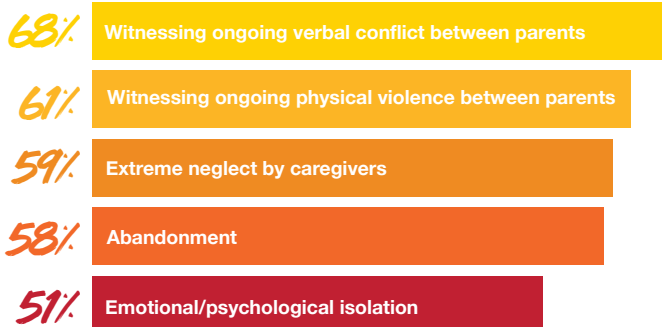 68% Witnessing ongoing verbal conflict between parents
61% Witnessing ongoing physical violence between parents
59% Extreme neglect by caregivers
58% Abandonment
51% Emotional/psychological isolation